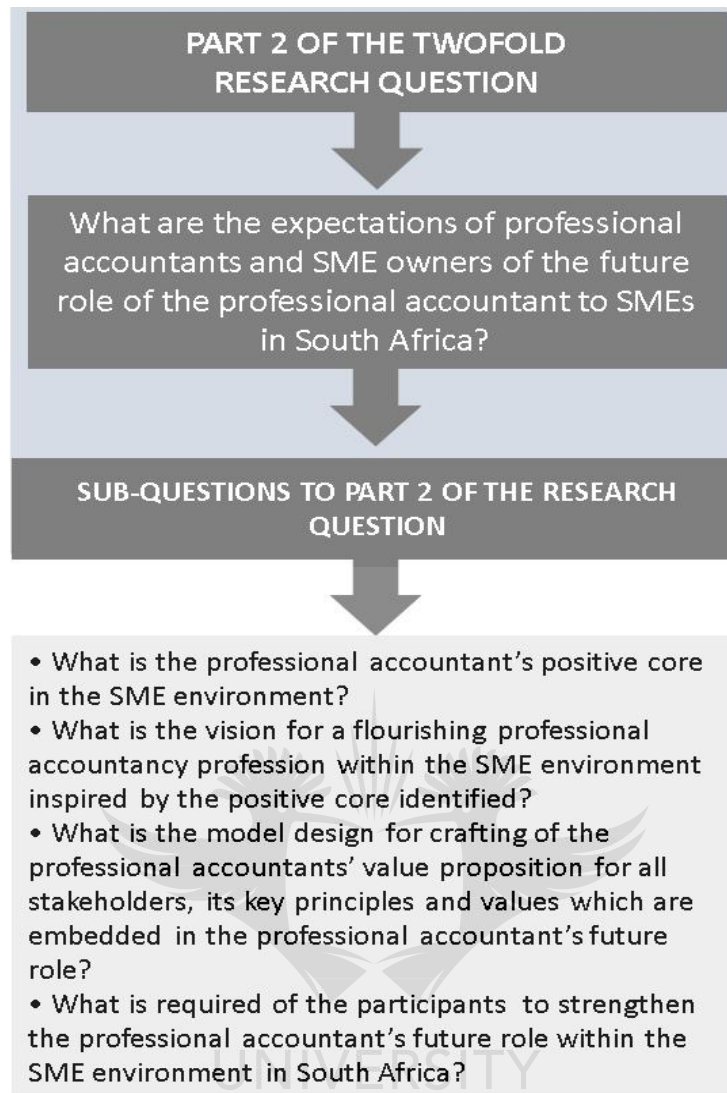 PART 2 OF THE TWOFOLD
RESEARCH QUESTION
What are the expectations of professional
accountants and SME owners of the future
role of the professional accountant to SMEs
in South Africa?
SUB-QUESTIONS TO PART 2 OF THE RESEARCH
QUESTION
• What is the professional accountant’s positive core
in the SME environment?
• What is the vision for a flourishing professional
accountancy profession within the SME environment
inspired by the positive core identified?
• What is the model design for crafting of the
professional accountants’ value proposition for all
stakeholders, its key principles and values which are
embedded in the professional accountant’s future
role?
• What is required of the participants to strengthen
the professional accountant’s future role within the
SME environment in South Africa?
UNIVERSITY